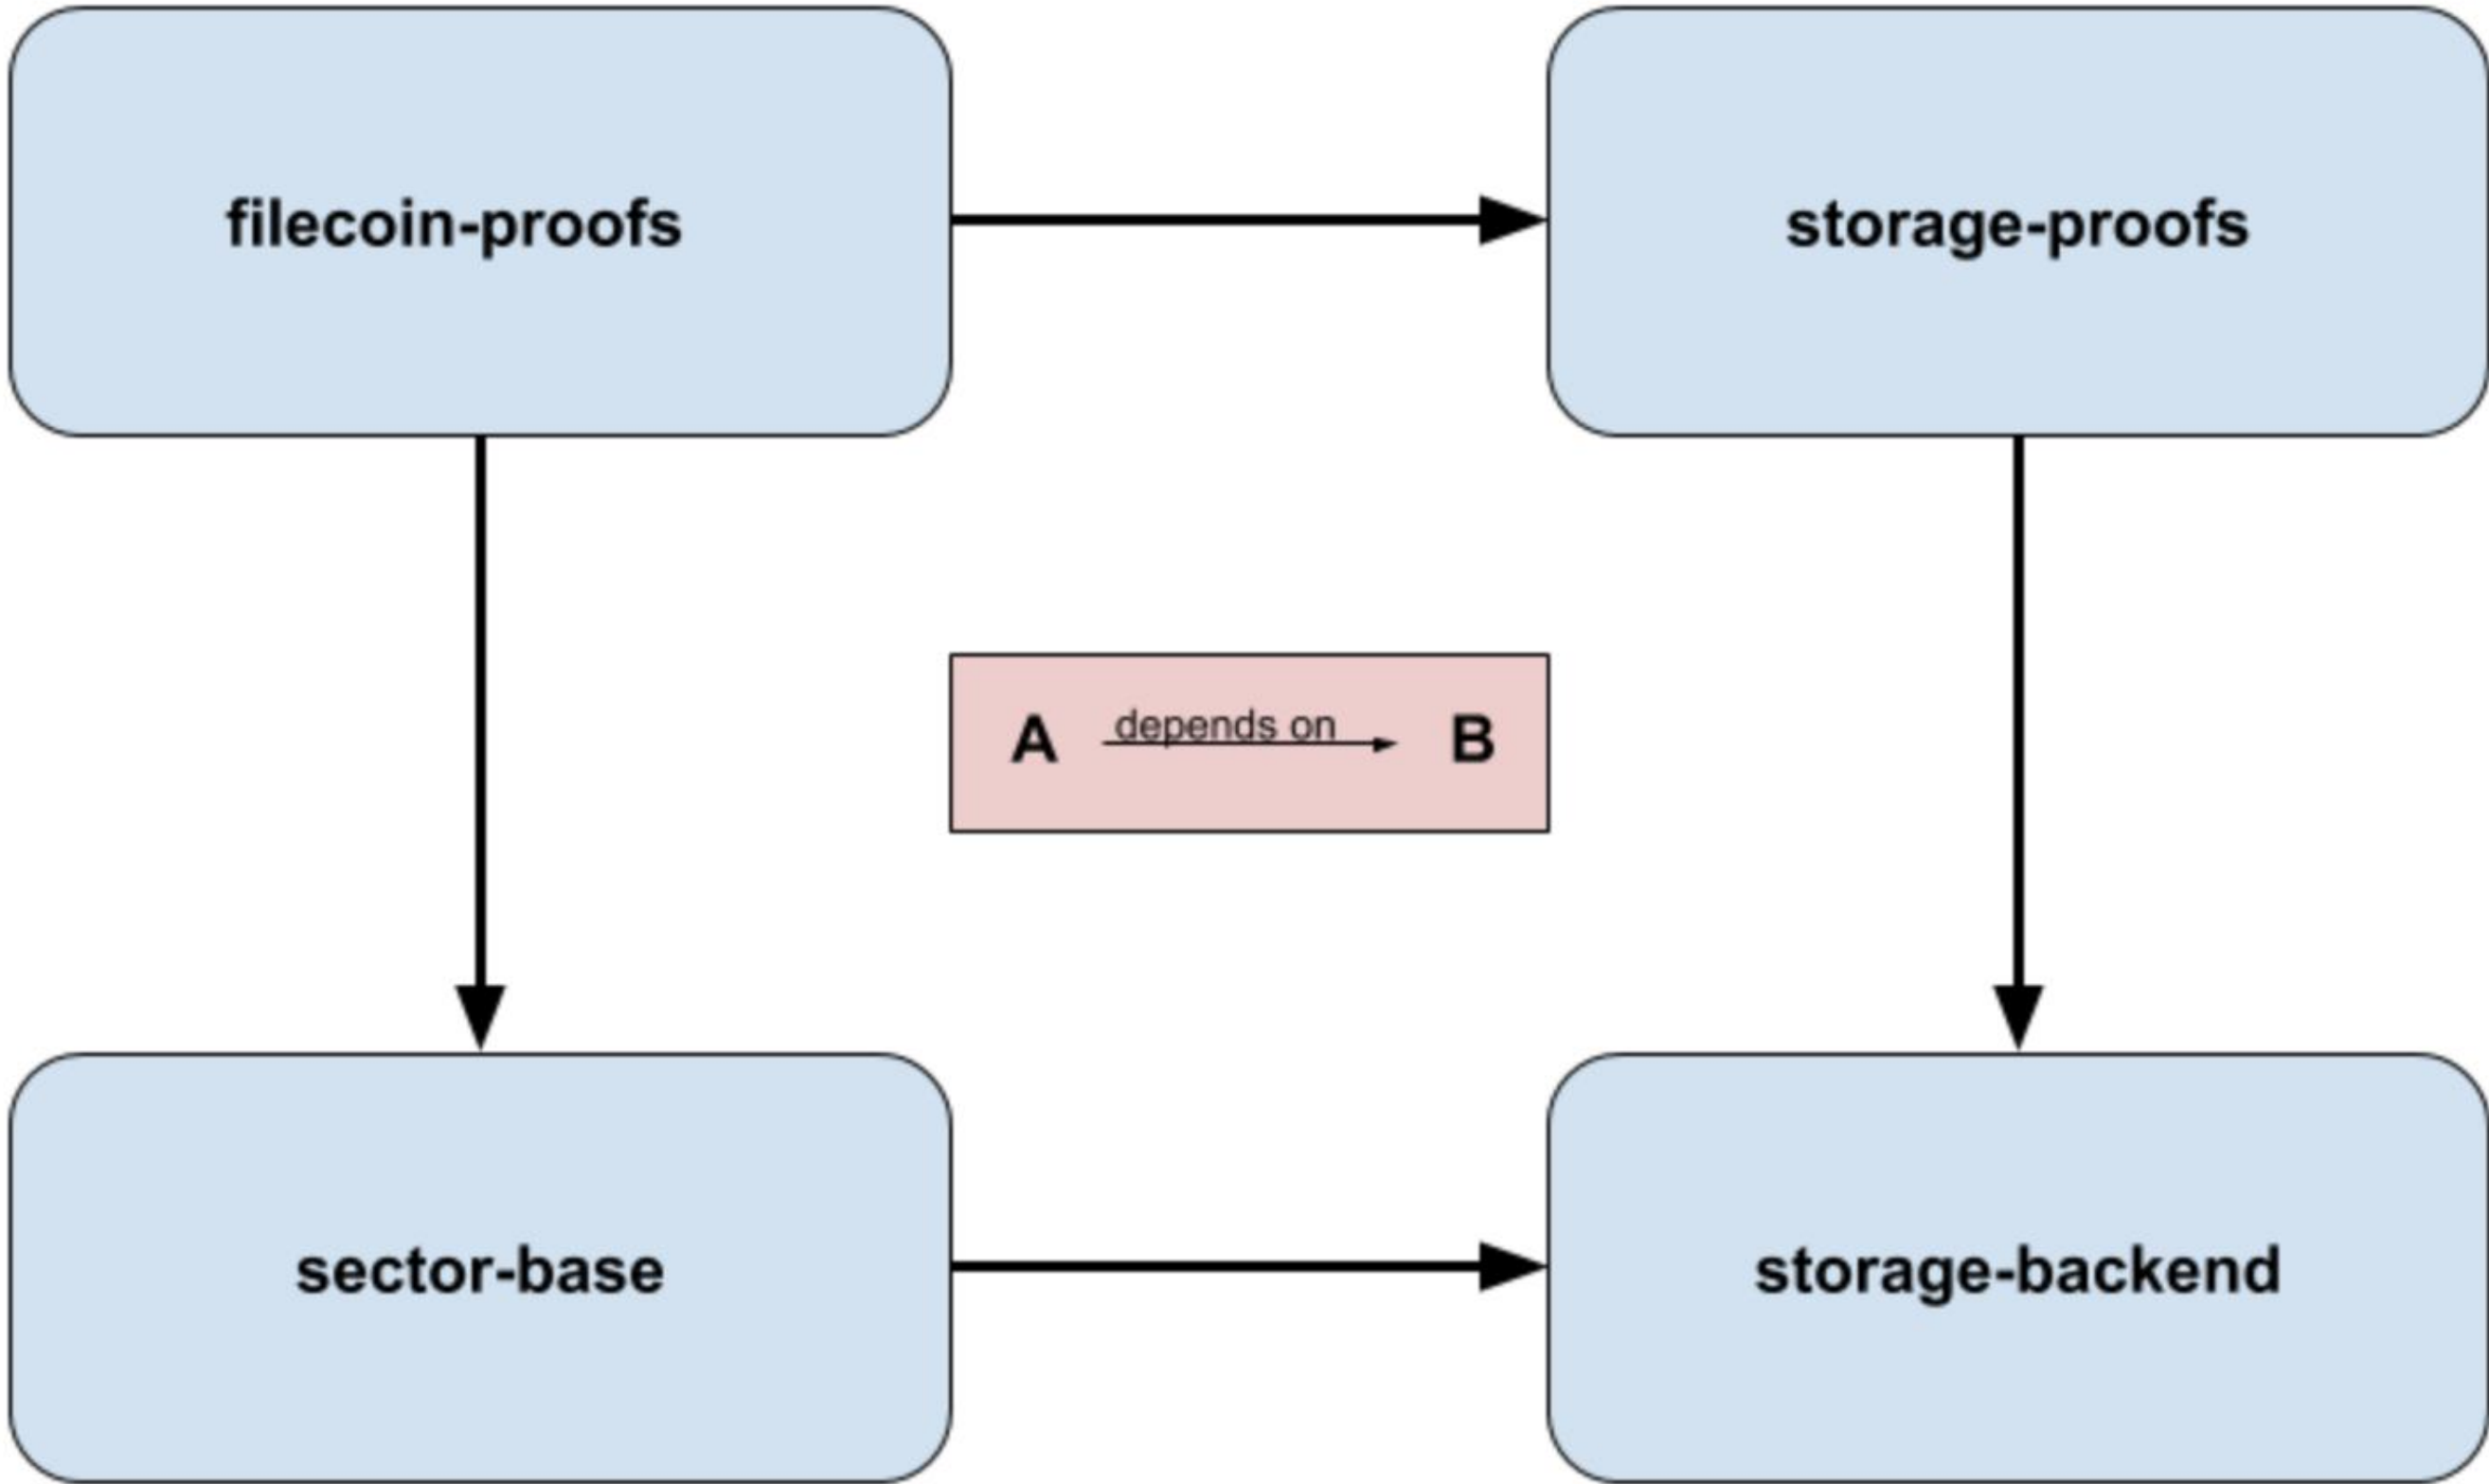 filecoin-proofs
storage-proofs
A depends on B
sector-base
storage-backend